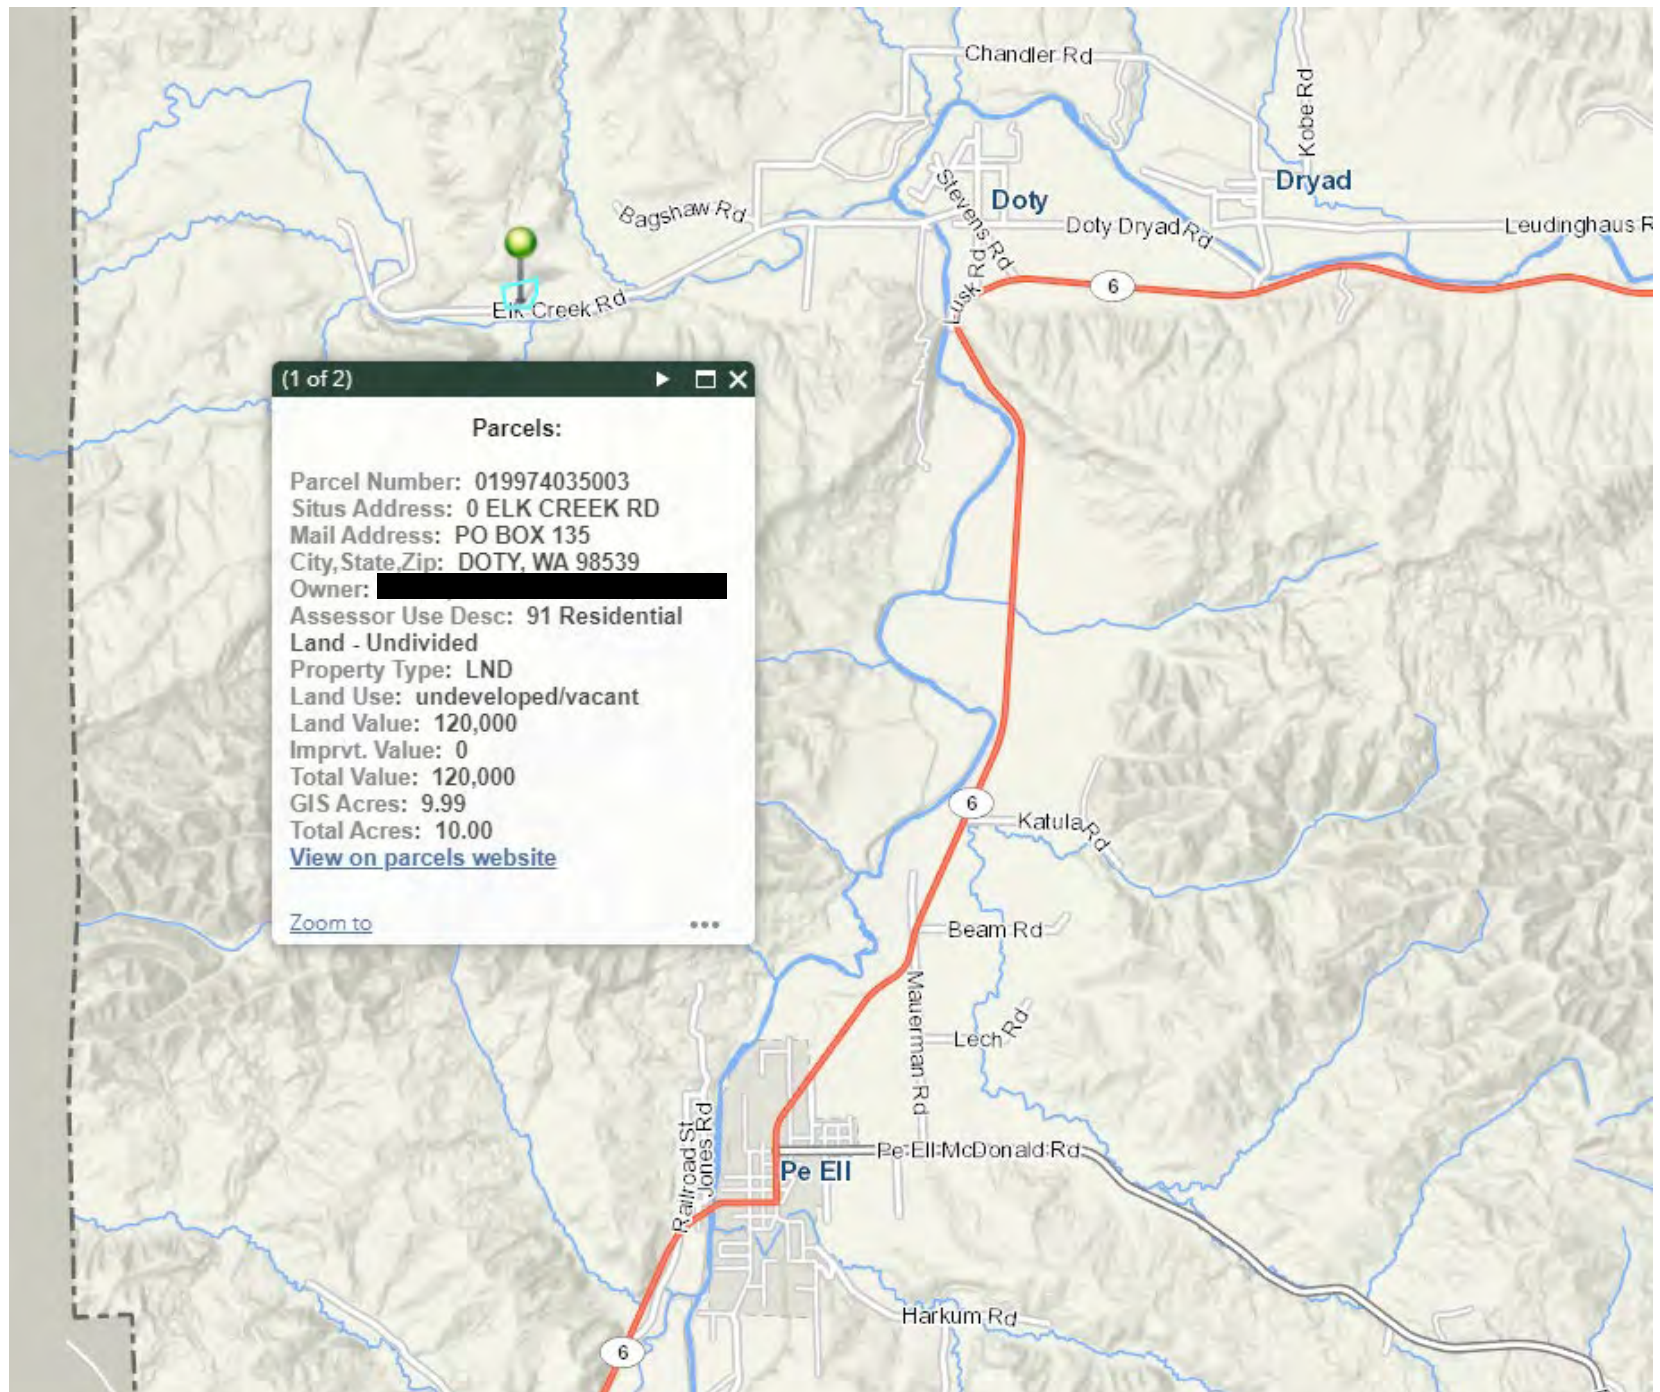 Chandler Rd
Kobe Rd
Dryad
Stevens Rd
Doty
Bagshaw Rd
Doty Dryad Rd
Leudinghaus R
Lusk Rd
6
Elk Creek Rd
(1 of 2)
Parcels:
Parcel Number: 019974035003
Situs Address: 0 ELK CREEK RD
Mail Address: PO BOX 135
City,State,Zip: DOTY, WA 98539
Owner:
Assessor Use Desc: 91 Residential
Land - Undivided
Property Type: LND
Land Use: undeveloped/vacant
Land Value: 120,000
Imprvt. Value: 0
Total Value: 120,000
GIS Acres: 9.99
Total Acres: 10.00
View on parcels website
Zoom to
6
Katula Rd
Beam Rd
Mauerman Rd
Lech Rd
Railroad St
Jones Rd
Pe Ell McDonald Rd
Pe Ell
Harkum Rd
6